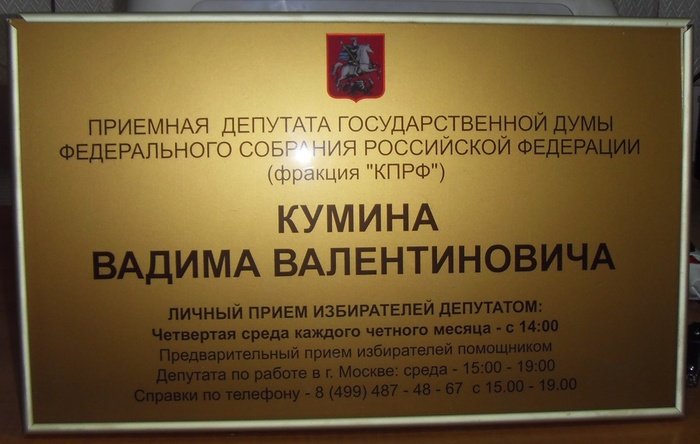 ПРИЕМНАЯ ДЕПУТАТА ГОСУДАРСТВЕННОЙ ДУМЫ
ФЕДЕРАЛЬНОГО СОБРАНИЯ РОССИЙСКОЙ ФЕДЕРАЦИИ
(фракция "КПРФ")
КУМИНА
ВАДИМА ВАЛЕНТИНОВИЧА
ЛИЧНЫЙ ПРИЕМ ИЗБИРАТЕЛЕЙ ДЕПУТАТОМ:
Четвертая среда каждого четного месяца - с 14:00
Предварительный прием избирателей помощником
Депутата по работе в г. Москве: среда - 15:00 - 19:00
Справки по телефону - 8 (499) 487 - 48 - 67 с 15.00 - 19.00